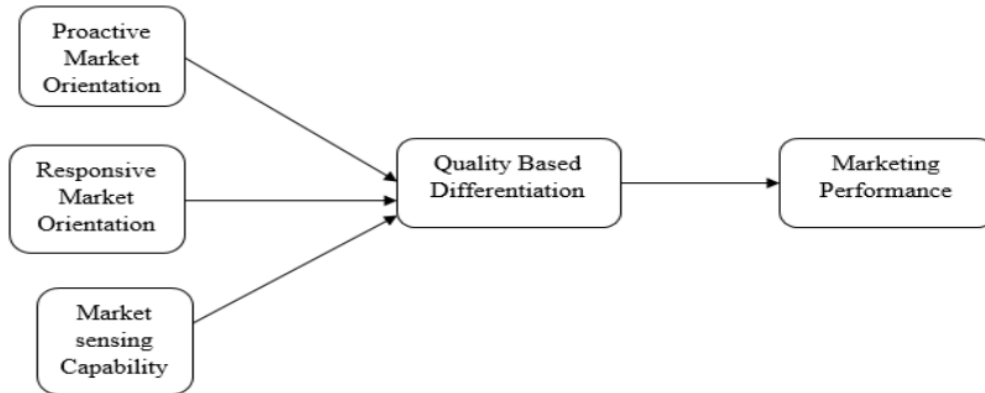 Proactive
Market
Orientation
Responsive
Market
Orientation
Market
sensing
Capability
Quality Based
Differentiation
Marketing
Performance